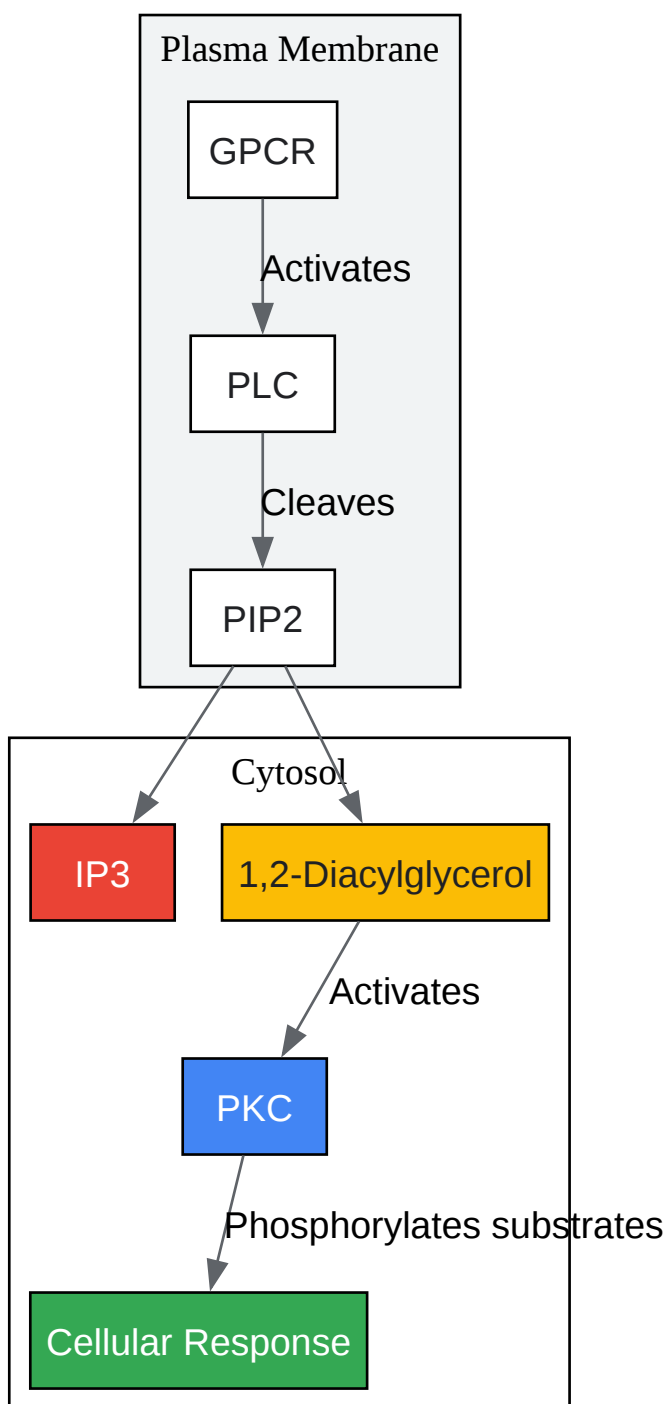 Plasma Membrane
GPCR
Activates
PLC
Cleaves
PIP2
Cytosol
IP3
1,2-Diacylglycerol
Activates
PKC
Phosphorylates substrates
Cellular Response